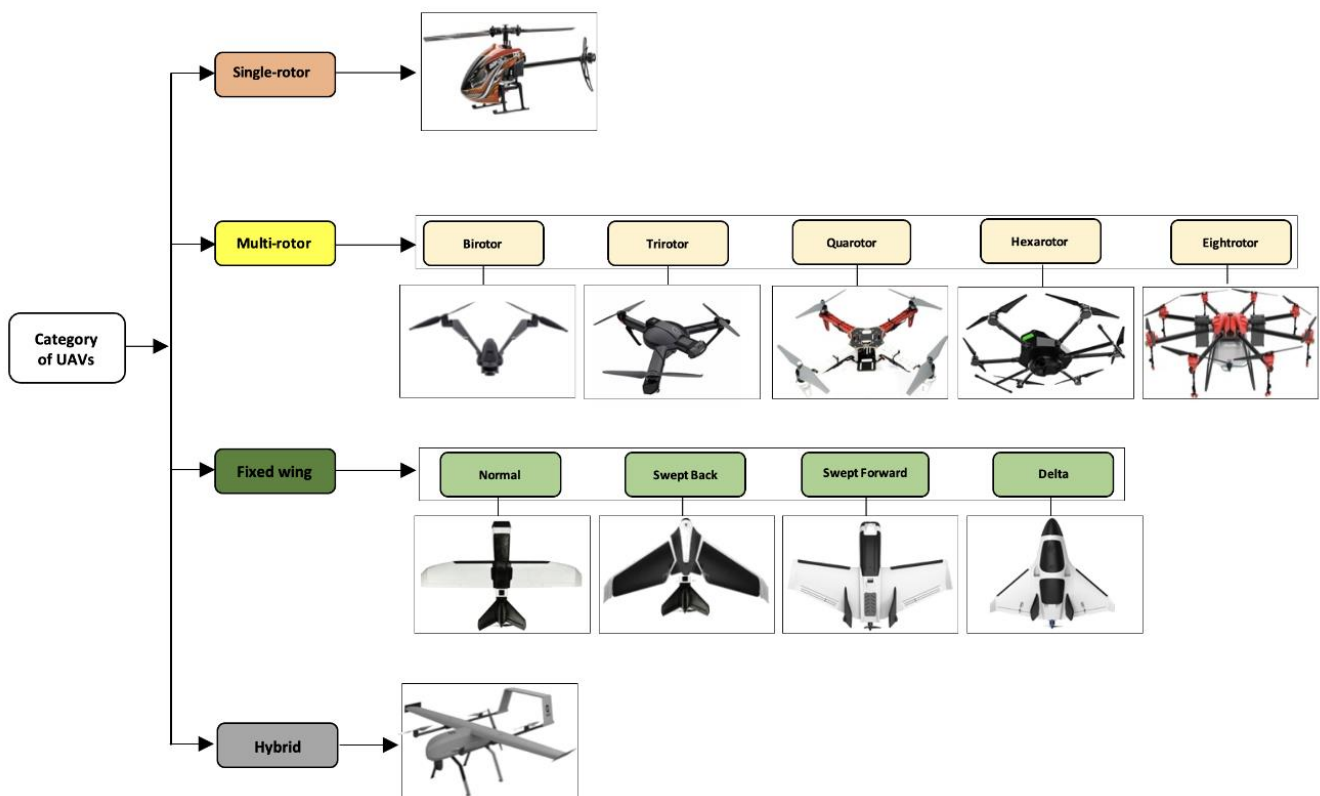 Single-rotor
Multi-rotor
Birotor
Trirotor
Quarotor
Hexarotor
Eightrotor
Category
of UAVs
Fixed wing
Normal
Swept Back
Swept Forward
Delta
Hybrid